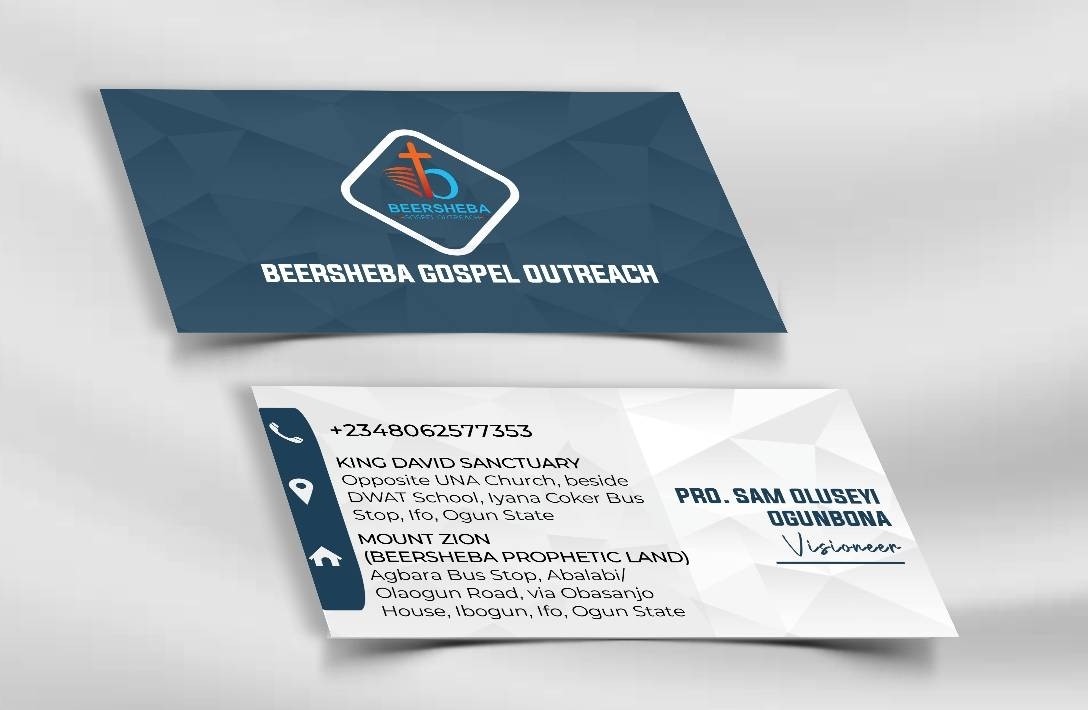 BEERSHEBA
GOSPEL OUTREACH
BEERSHEBA GOSPEL OUTREACH
+2348062577353
KING DAVID SANCTUARY
Opposite UNA Church, beside
DWAT School, Iyana Coker Bus
Stop, Ifo, Ogun State
MOUNT ZION
(BEERSHEBA PROPHETIC LAND)
Agbara Bus Stop, Abalabi/
Olaogun Road, via Obasanjo
House, Ibogun, Ifo, Ogun State
PRO. SAM OLUSEYI
OGUNBONA
Visioneer